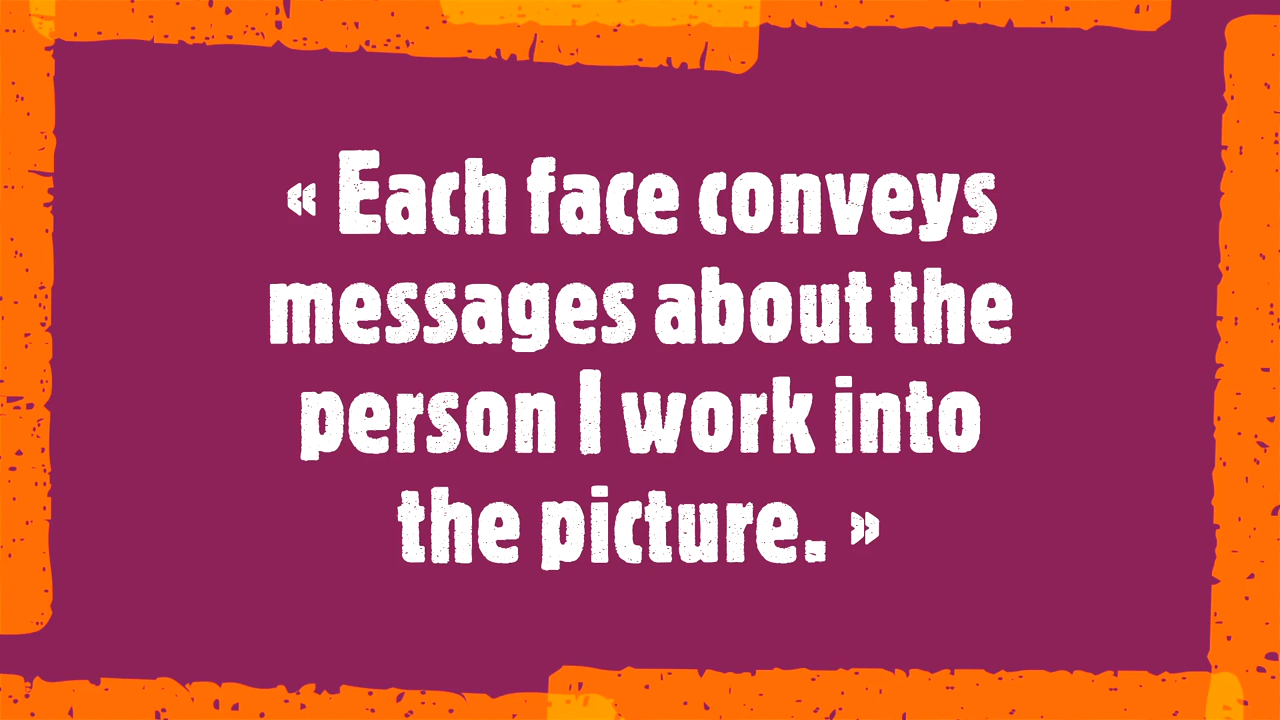 « Each face conveys
messages about the
person I work into
the picture. »